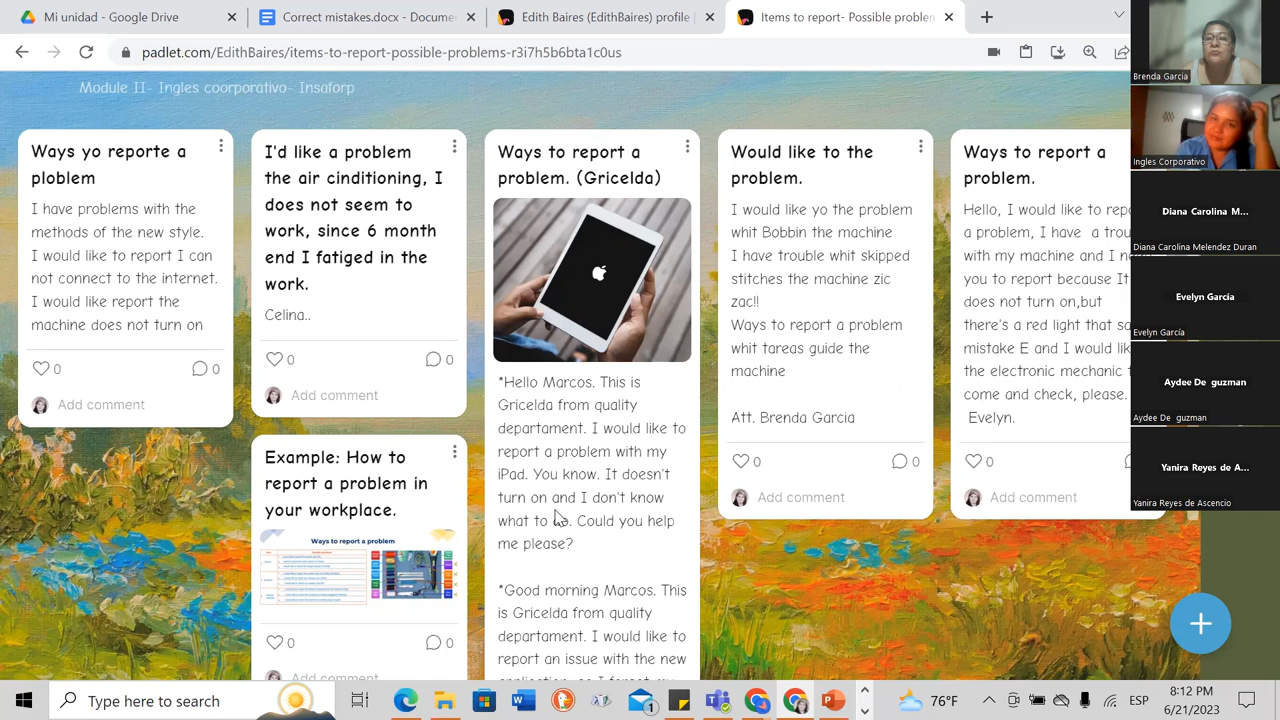 Mi unidad - Google Drive
Correct mistakes.docx - Documen
Edith Baires (EdithBaires) profile
Items to report- Possible problen
padlet.com/EdithBaires/items-to-report-possible-problems-r3i7h5b6bta1c0us
Module II- Ingles coorporativo- Insaforp
Ways yo reporte a
ploblem
I have problems with the
methods of the new style.
I would like to report I can
not connect to the internet.
I would like report the
machine does not turn on
0
0
Add comment
I'd like a problem
the air cinditioning, I
does not seem to
work, since 6 month
end I fatiged in the
work.
Celina..
0
0
Add comment
Example: How to
report a problem in
your workplace.
Ways to report a problem
0
0
Add comment
Ways to report a
problem. (Gricelda)
*Hello Marcos. This is
Gricelda from quality
departament. I would like to
report a problem with my
iPad. You know. It doesn't
turn on and I don't know
what to Could you help
me please?
*Good This
is Gricelda from quality
departament. I would like to
report an issue with the new
Would like to the
problem.
I would like yo the problem
whit Bobbin the machine
I have trouble whit skipped
stitches the machine zic
zac!!
Ways to report a problem
whit tareas guide the
machine
Att. Brenda Garcia
0
0
Add comment
Ways to report a
problem.
Hello, I would like to rep
a problem, I have a trou
with my machine and I n
you to report because It
does not turn on,but
there's a red light that sa
mistake E and I would lik
the electronic mechanic t
come and check, please.
Evelyn.
0
Add comment
Brenda Garcia
Ingles Corporativo
Diana Carolina M...
Diana Carolina Melendez Duran
Evelyn García
Evelyn García
Aydee De guzman
Aydee De guzman
Yanira Reyes de A...
Yanira Reyes de Ascencio
Type here to search
1
76°F
ESP
8:12 PM
6/21/2023